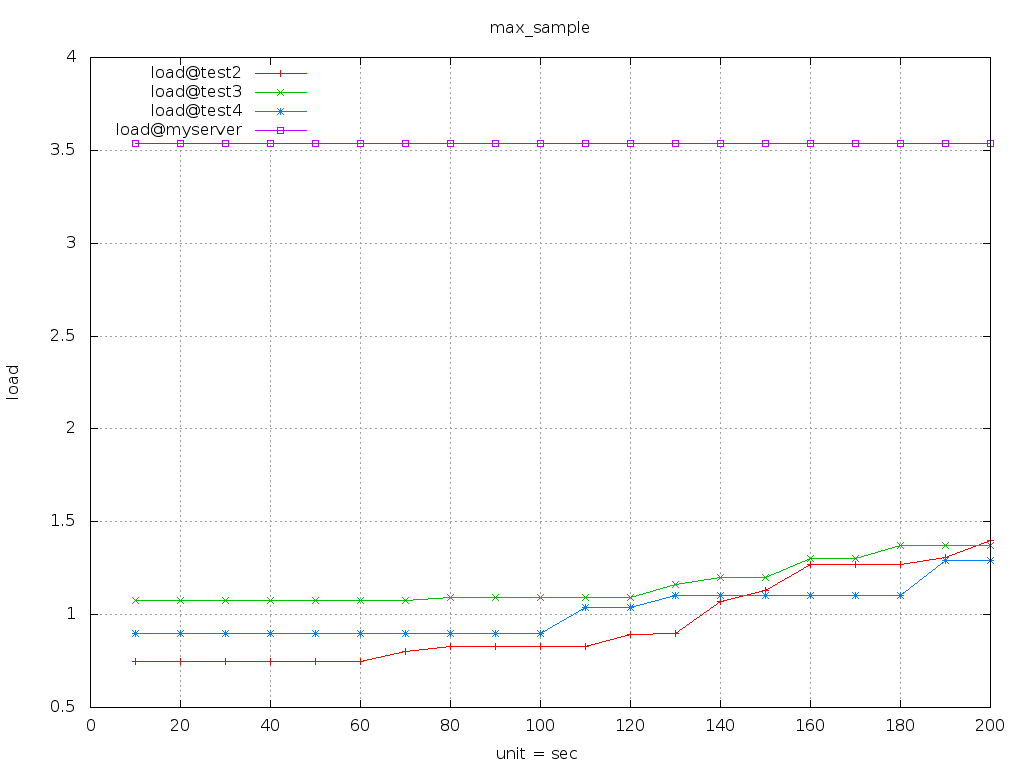 max_sample
load@test2
load@test3
load@test4
load@myserver
4
3.5
3
2.5
2
1.5
1
0.5
load
0 20 40 60 80 100 120 140 160 180 200
unit = sec